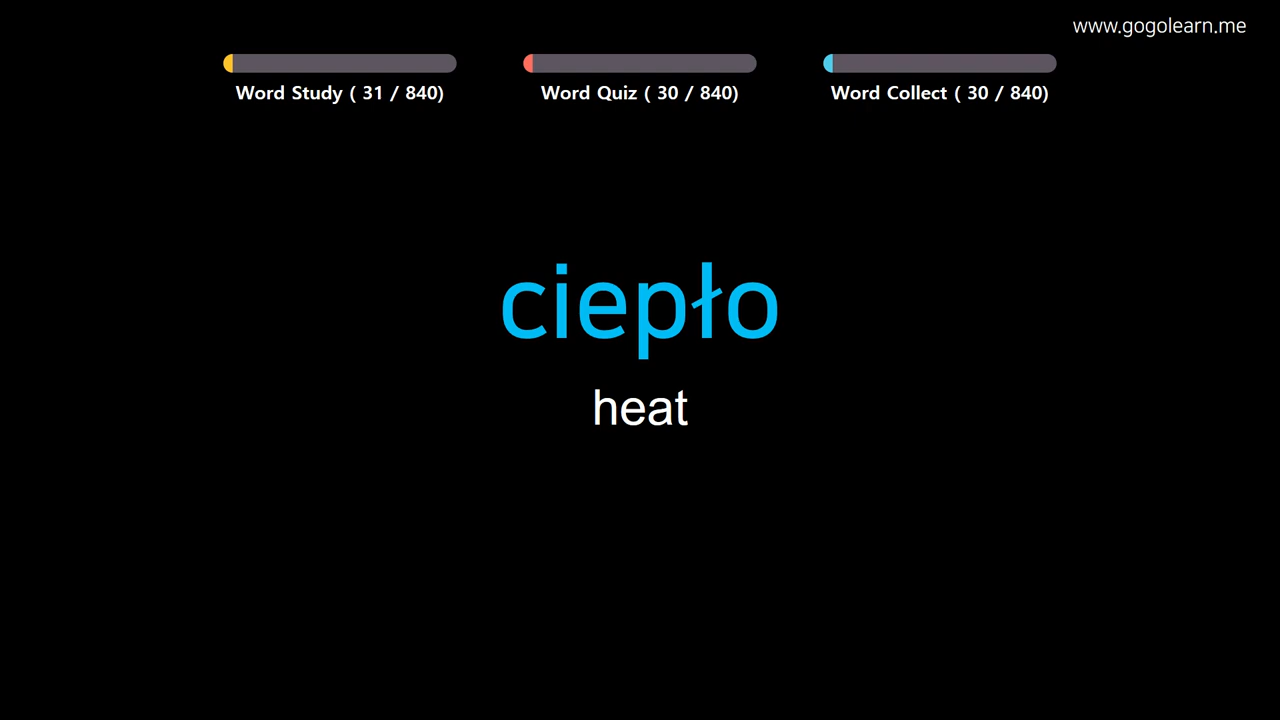 www.gogolearn.me
Word Study ( 31 / 840)
Word Quiz ( 30 / 840)
Word Collect ( 30 / 840)
ciepło
heat